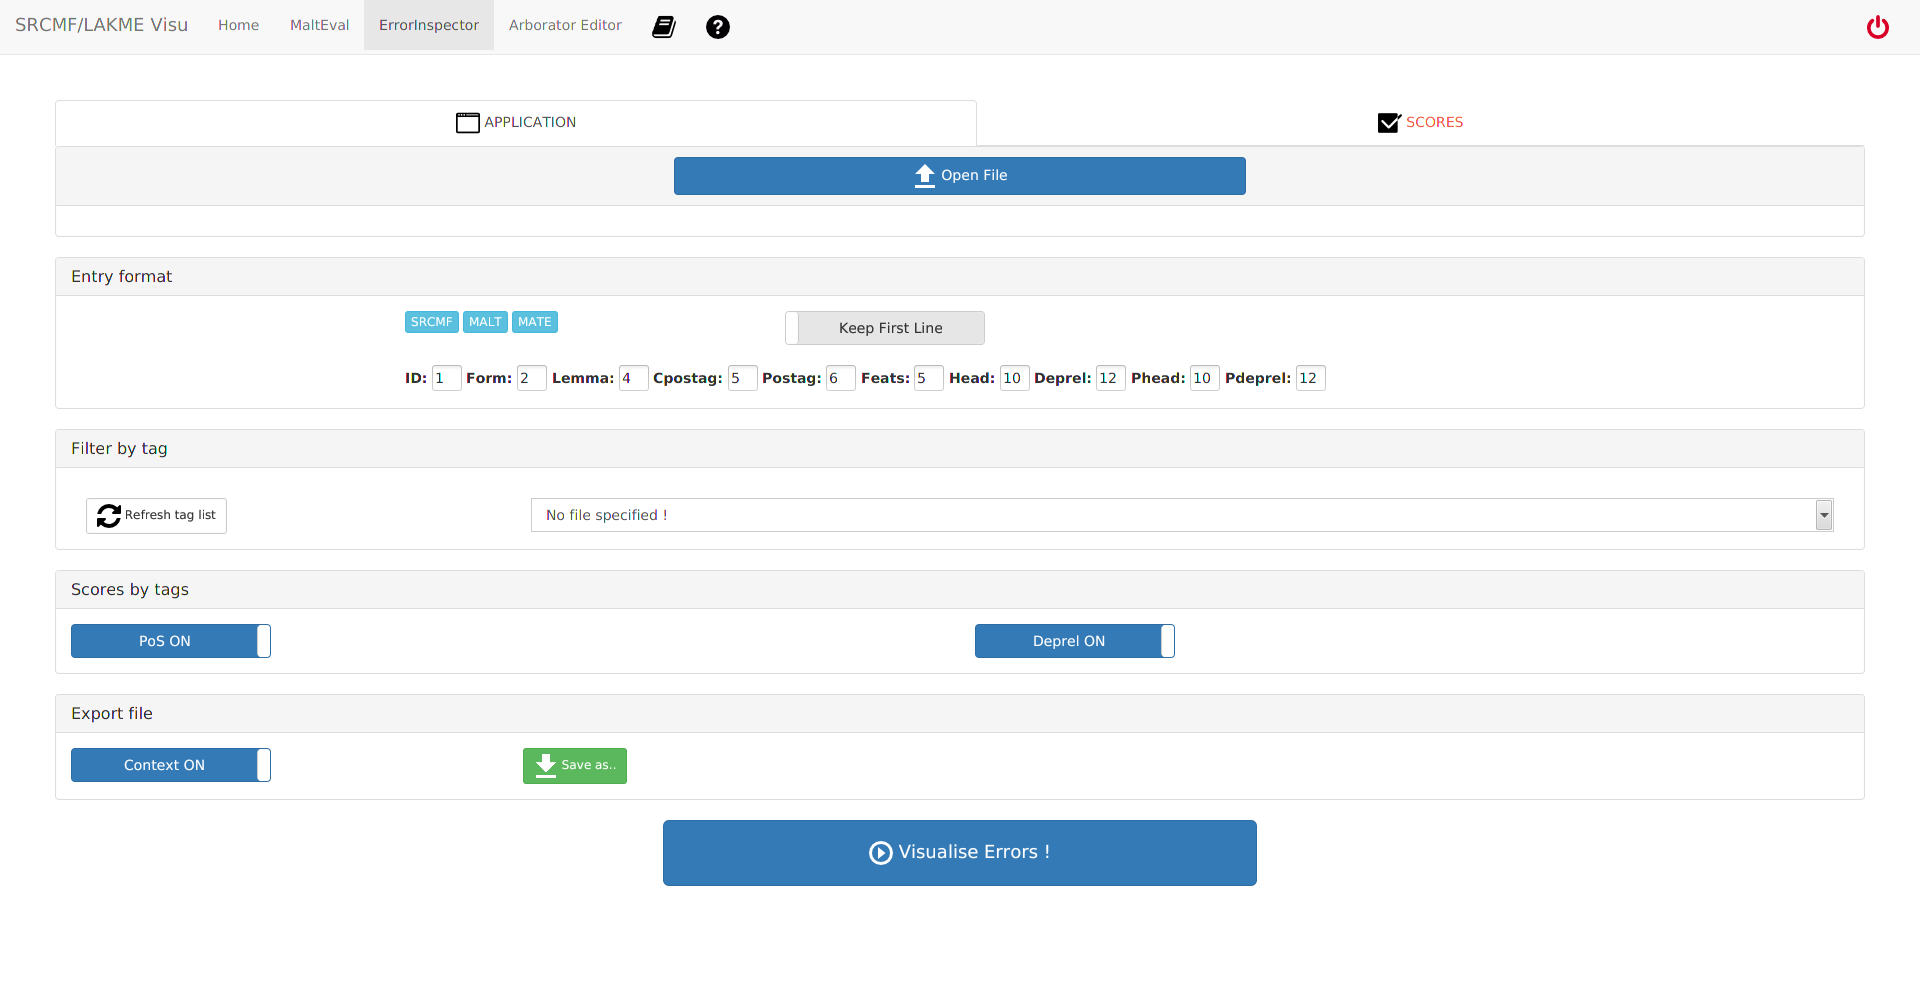 SRCMF/LAKME Visu Home MaltEval ErrorInspector Arborator Editor ?
APPLICATION SCORES
Open File
Entry format
SRCMF MALT MATE Keep First Line
ID: 1 Form: 2 Lemma: 4 Cpostag: 5 Postag: 6 Feats: 5 Head: 10 Deprel: 12 Phead: 10 Pdeprel: 12
Filter by tag
Refresh tag list No file specified !
Scores by tags
PoS ON Deprel ON
Export file
Context ON Save as..
Visualise Errors !